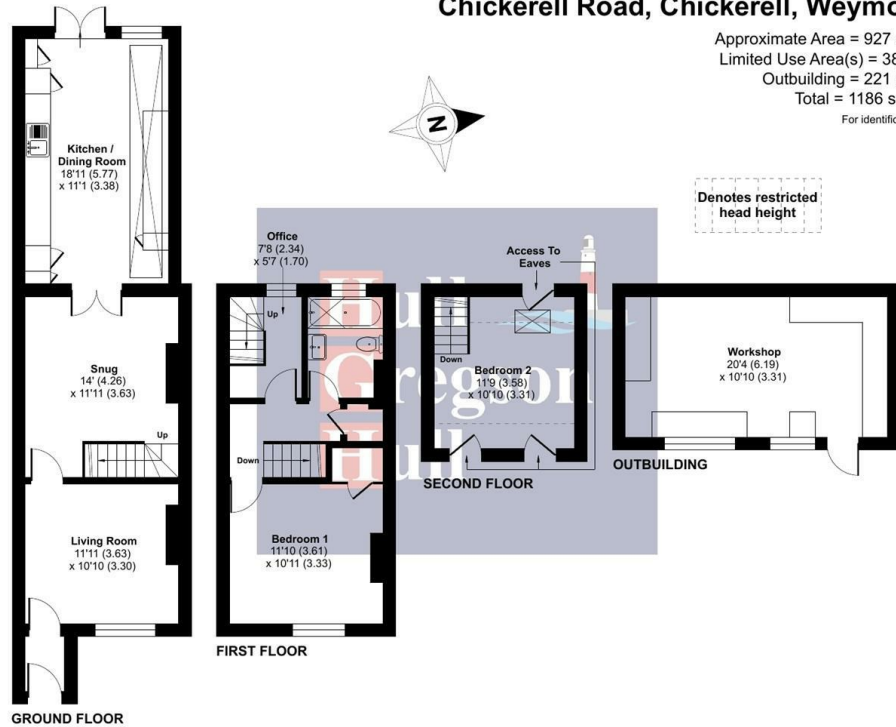 Chickerell Road, Chickerell, Weymo
Approximate Area = 927
Limited Use Area(s) = 38
Outbuilding = 221
Total = 1186 s
For identific
N
Denotes restricted
head height
Kitchen /
Dining Room
18'11 (5.77)
x 11'1 (3.38)
Snug
14' (4.26)
x 11'11 (3.63)
Up
Living Room
11'11 (3.63)
x 10'10 (3.30)
GROUND FLOOR
Office
7'8 (2.34)
x 5'7 (1.70)
Up
Down
Bedroom 1
11'10 (3.61)
x 10'11 (3.33)
FIRST FLOOR
Access To
Eaves
Down
Bedroom 2
11'9 (3.58)
x 10'10 (3.31)
SECOND FLOOR
Workshop
20'4 (6.19)
x 10'10 (3.31)
OUTBUILDING
Hull
Gregson
Hull